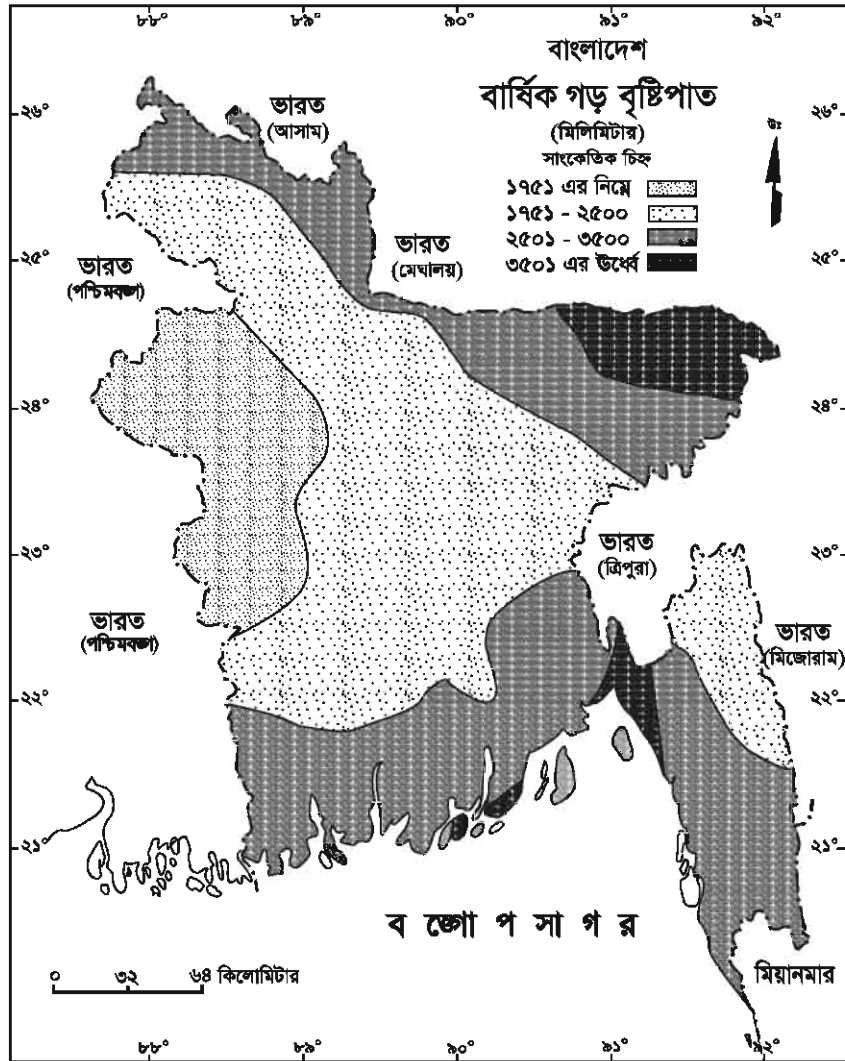 ৮৮° ৮৯° ৯০° ৯১° ৯২°
বাংলাদেশ
বার্ষিক গড় বৃষ্টিপাত
(মিলিমিটার)
সাংকেতিক চিহ্ন
১৭৫১ এর নিম্নে
১৭৫১ - ২৫০০
২৫০১ - ৩৫০০
৩৫০১ এর উর্ধ্বে
উঃ
ভারত
(আসাম)
২৬° ২৬°
ভারত
(মেঘালয়)
২৫° ২৫°
ভারত
(পশ্চিমবঙ্গ)
২৪° ২৪°
২৩° ২৩°
ভারত
(ত্রিপুরা)
ভারত
(পশ্চিমবঙ্গ)
ভারত
(মিজোরাম)
২২° ২২°
২১° ২১°
ব ঙ্গো প সা গ র
মিয়ানমার
০ ৩২ ৬৪ কিলোমিটার
৮৮° ৮৯° ৯০° ৯১° ৯২°